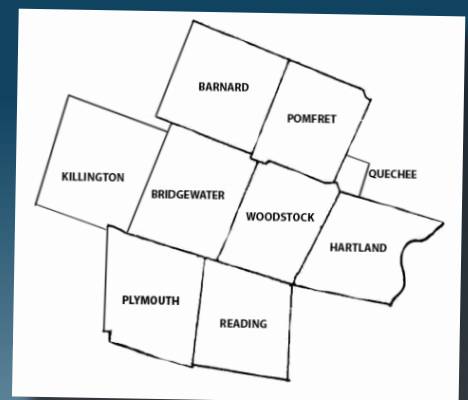 BARNARD
POMFRET
QUECHEE
KILLINGTON
BRIDGEWATER
WOODSTOCK
HARTLAND
PLYMOUTH
READING